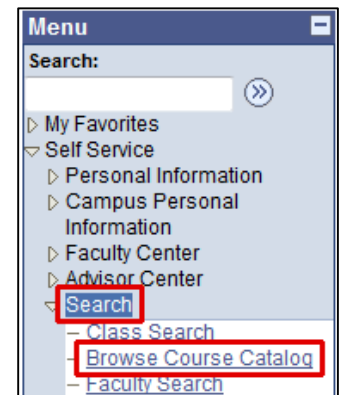 Menu
Search:
My Favorites
Self Service
Personal Information
Campus Personal
Information
Faculty Center
Advisor Center
Search
– Class Search
– Browse Course Catalog
– Faculty Search